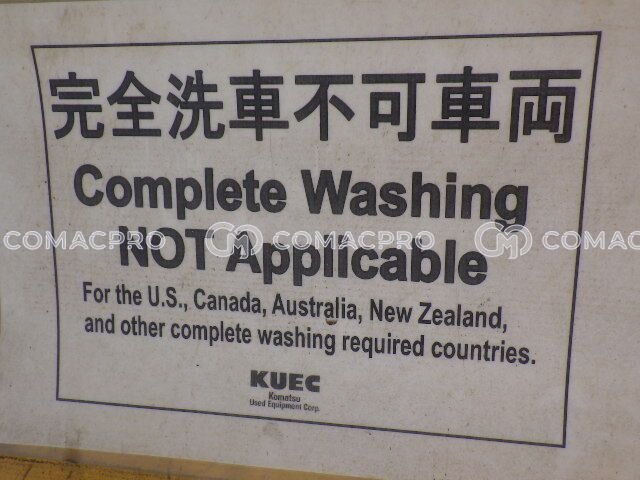 完全洗車不可車両
Complete Washing
NOT Applicable
COMACPRO COMACPRO COMACPRO
For the U.S., Canada, Australia, New Zealand,
and other complete washing required countries.
KUEC
Komatsu
Used Equipment Corp.